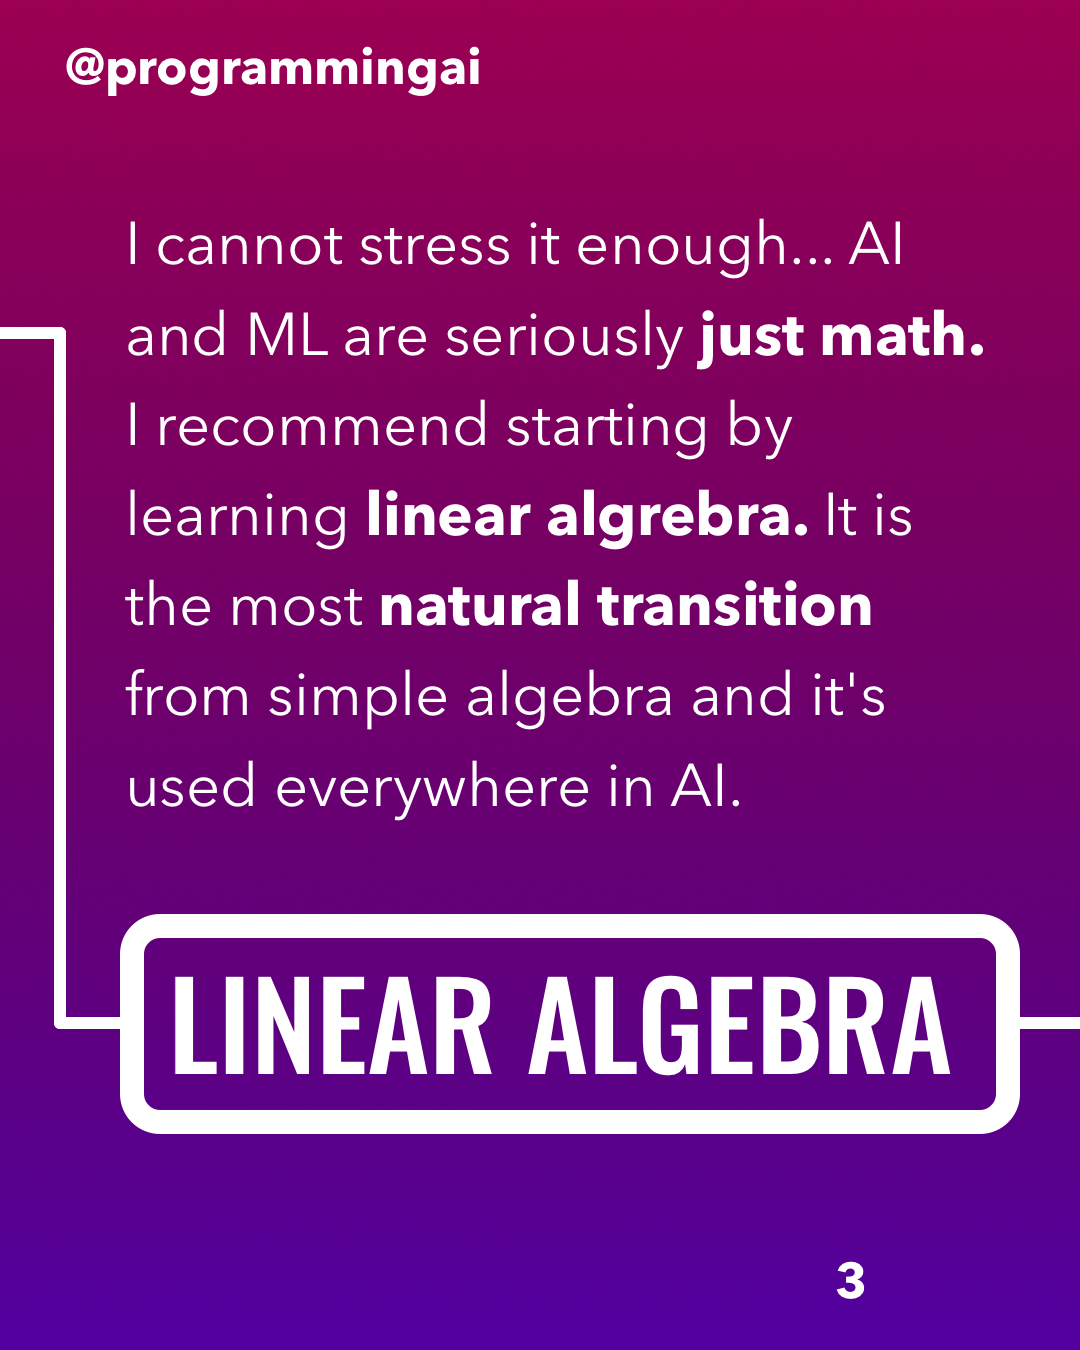 @programmingai
I cannot stress it enough... AI
and ML are seriously just math.
I recommend starting by
learning linear algrebra. It is
the most natural transition
from simple algebra and it's
used everywhere in AI.
LINEAR ALGEBRA
3